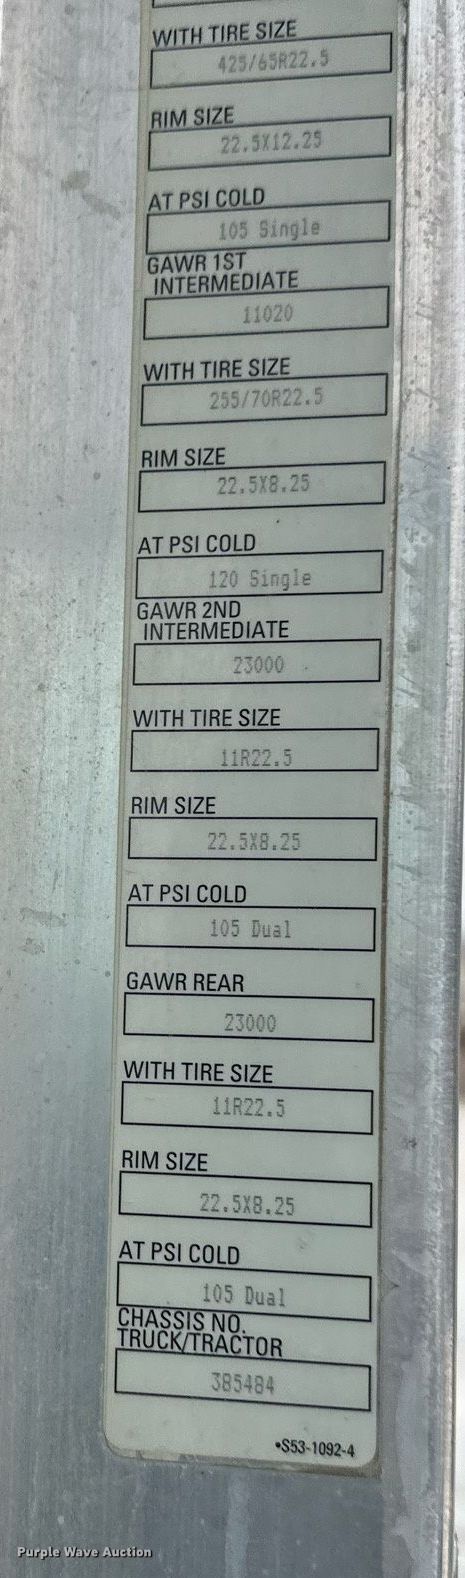 WITH TIRE SIZE
425/65R22.5
RIM SIZE
22.5X12.25
AT PSI COLD
105 Single
GAWR 1ST
INTERMEDIATE
11020
WITH TIRE SIZE
255/70R22.5
RIM SIZE
22.5X8.25
AT PSI COLD
120 Single
GAWR 2ND
INTERMEDIATE
23000
WITH TIRE SIZE
11R22.5
RIM SIZE
22.5X8.25
AT PSI COLD
105 Dual
GAWR REAR
23000
WITH TIRE SIZE
11R22.5
RIM SIZE
22.5X8.25
AT PSI COLD
105 Dual
CHASSIS NO.
TRUCK/TRACTOR
385484
•S53-1092-4
Purple Wave Auction